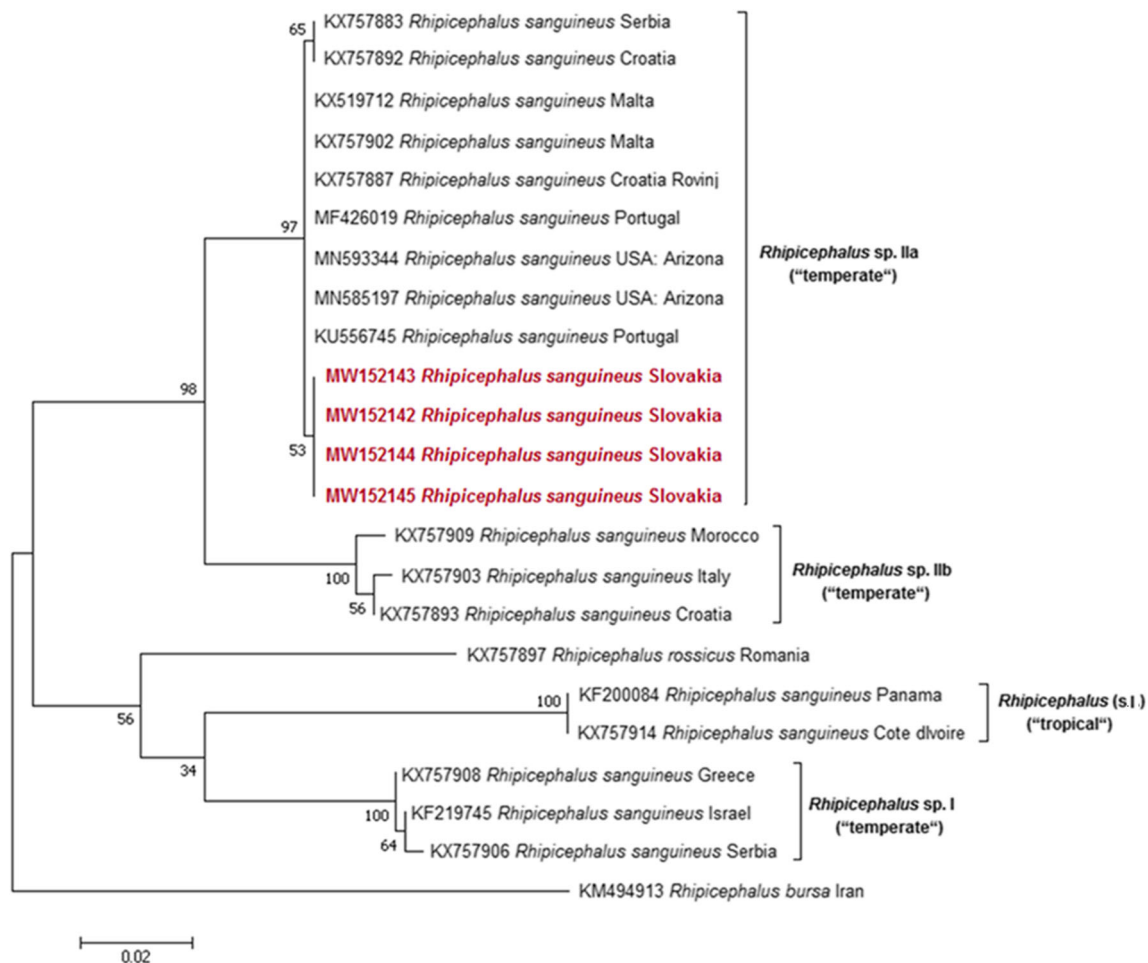 65
KX757883 Rhipicephalus sanguineus Serbia
KX757892 Rhipicephalus sanguineus Croatia
KX519712 Rhipicephalus sanguineus Malta
KX757902 Rhipicephalus sanguineus Malta
KX757887 Rhipicephalus sanguineus Croatia Rovinj
97
MF426019 Rhipicephalus sanguineus Portugal
MN593344 Rhipicephalus sanguineus USA: Arizona
MN585197 Rhipicephalus sanguineus USA: Arizona
KU556745 Rhipicephalus sanguineus Portugal
Rhipicephalus sp. IIa
("temperate“)
98
MW152143 Rhipicephalus sanguineus Slovakia
MW152142 Rhipicephalus sanguineus Slovakia
53
MW152144 Rhipicephalus sanguineus Slovakia
MW152145 Rhipicephalus sanguineus Slovakia
KX757909 Rhipicephalus sanguineus Morocco
100
KX757903 Rhipicephalus sanguineus Italy
56
KX757893 Rhipicephalus sanguineus Croatia
Rhipicephalus sp. IIb
("temperate“)
KX757897 Rhipicephalus rossicus Romania
56
100
KF200084 Rhipicephalus sanguineus Panama
KX757914 Rhipicephalus sanguineus Cote dIvoire
Rhipicephalus (s.l.)
("tropical“)
34
KX757908 Rhipicephalus sanguineus Greece
100
KF219745 Rhipicephalus sanguineus Israel
64
KX757906 Rhipicephalus sanguineus Serbia
Rhipicephalus sp. I
("temperate“)
KM494913 Rhipicephalus bursa Iran
0.02